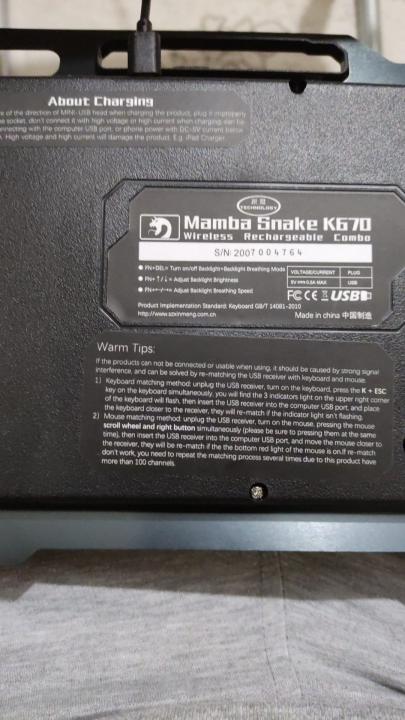 About Charging
e of the direction of MINI-USB head when charging the product, plug it improperly
e socket, don't connect it with high voltage or high current when charging, can be
nnecting with the computer USB port, or phone power with DC-5V current below
. High voltage and high current will damage the product. E.g. iPad Charger.
TECHNOLOGY
Mamba Snake K670
Wireless Rechargeable Combo
S/N: 2007004764
FN+DEL= Turn on/off Backlight+Backlight Breathing Mode
FN+↑/↓= Adjust Backlight Brightness
FN+←/→= Adjust Backlight Breathing Speed
VOLTAGE/CURRENT PLUG
5V 0.5A MAX USB
FC CE USB
Product Implementation Standard: Keyboard GB/T 14081-2010
http://www.szxinmeng.com.cn
Made in china 中国制造
Warm Tips:
If the products can not be connected or usable when using, it should be caused by strong signal
interference, and can be solved by re-matching the USB receiver with keyboard and mouse.
1) Keyboard matching method: unplug the USB receiver, turn on the keyboard, press the K + ESC
key on the keyboard simultaneously, you will find the 3 indicators light on the upper right corner
of the keyboard will flash, then insert the USB receiver into the computer USB port, and place
the keyboard closer to the receiver, they will re-match if the indicator light isn't flashing.
2) Mouse matching method: unplug the USB receiver, turn on the mouse, pressing the mouse
scroll wheel and right button simultaneously (please be sure to pressing them at the same
time), then insert the USB receiver into the computer USB port, and move the mouse closer to
the receiver, they will be re-match if the the bottom red light of the mouse is on.If re-match
don't work, you need to repeat the matching process several times due to this product have
more than 100 channels.